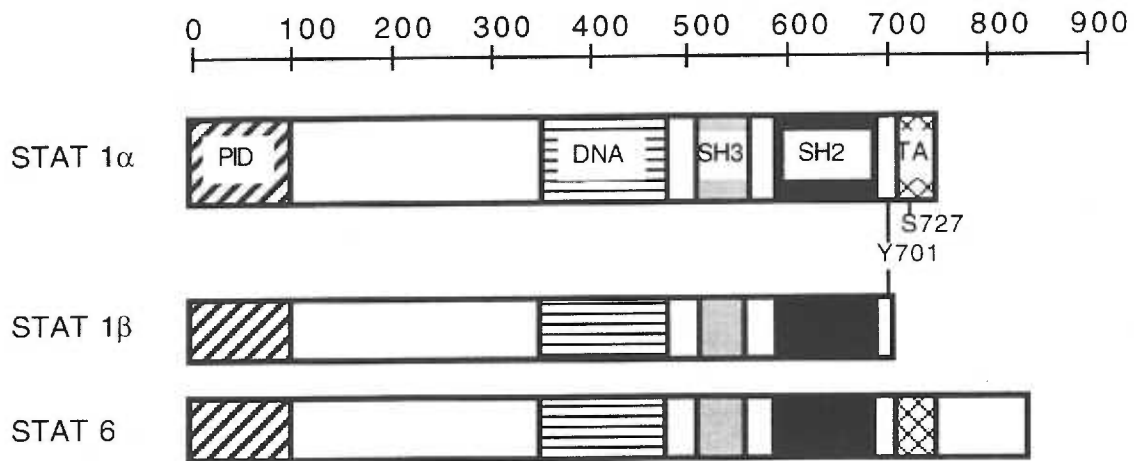 0 100 200 300 400 500 600 700 800 900
STAT 1α PID DNA SH3 SH2 TA
S727
Y701
STAT 1β
STAT 6